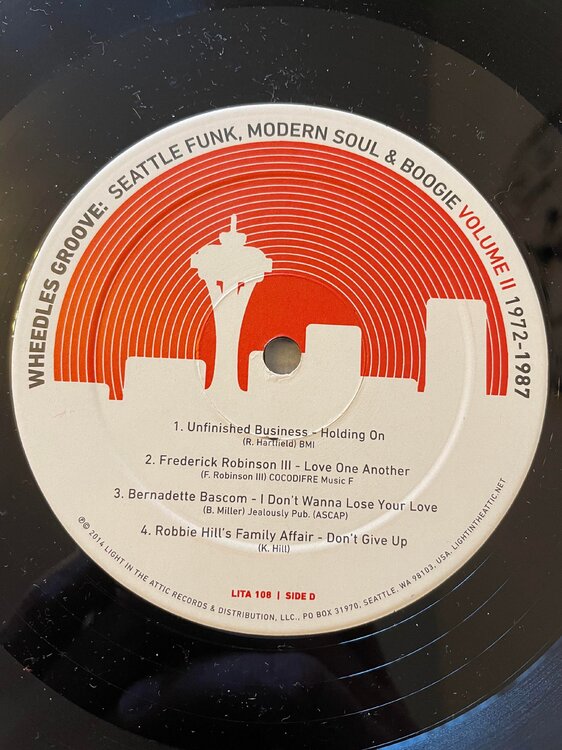 WHEEDLES GROOVE: SEATTLE FUNK, MODERN SOUL & BOOGIE VOLUME II 1972-1987
1. Unfinished Business - Holding On
(R. Hartfield) BMI
2. Frederick Robinson III - Love One Another
(F. Robinson III) COCODIFRE Music F
3. Bernadette Bascom - I Don't Wanna Lose Your Love
(B. Miller) Jealously Pub. (ASCAP)
4. Robbie Hill's Family Affair - Don't Give Up
(K. Hill)
LITA 108 | SIDE D
℗© 2014 LIGHT IN THE ATTIC RECORDS & DISTRIBUTION, LLC., PO BOX 31970, SEATTLE, WA 98103, USA, LIGHTINTHEATTIC.NET